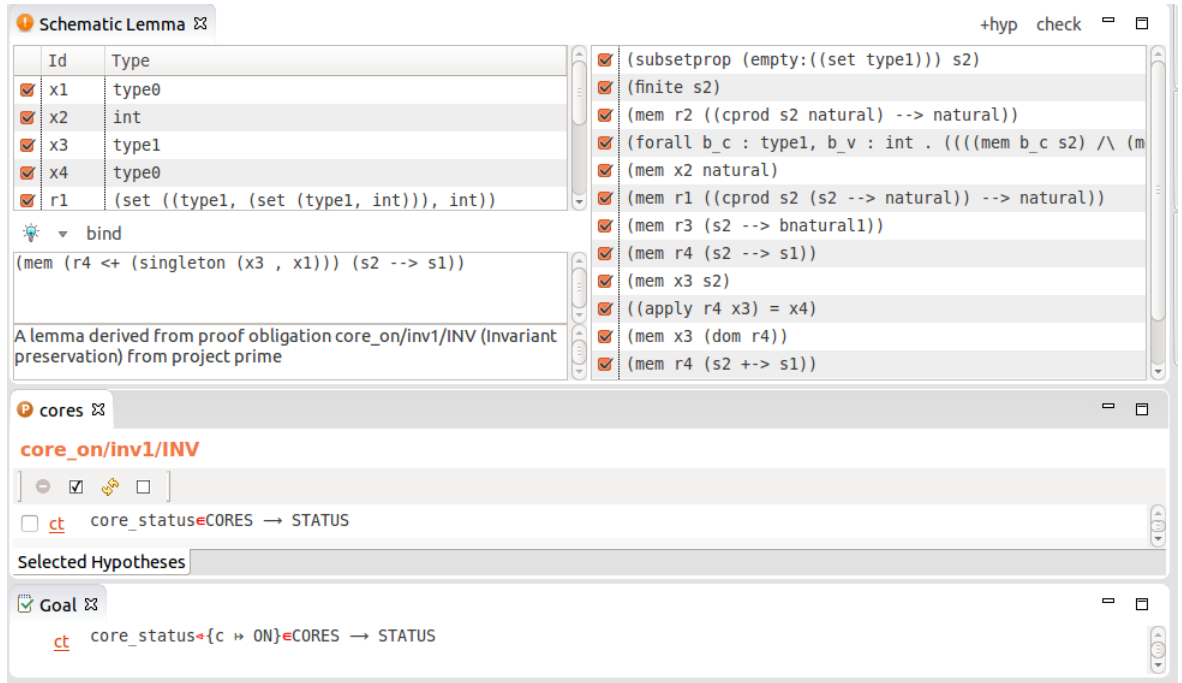 Schematic Lemma
+hyp check
Id Type
x1 type0
x2 int
x3 type1
x4 type0
r1 (set ((type1, (set (type1, int))), int))
bind
(mem (r4 <+ (singleton (x3 , x1))) (s2 --> s1))
A lemma derived from proof obligation core_on/inv1/INV (Invariant
preservation) from project prime
(subsetprop (empty:((set type1))) s2)
(finite s2)
(mem r2 ((cprod s2 natural) --> natural))
(forall b_c : type1, b_v : int . ((((mem b_c s2) /\ (m
(mem x2 natural)
(mem r1 ((cprod s2 (s2 --> natural)) --> natural))
(mem r3 (s2 --> bnatural1))
(mem r4 (s2 --> s1))
(mem x3 s2)
((apply r4 x3) = x4)
(mem x3 (dom r4))
(mem r4 (s2 +-> s1))
cores
core_on/inv1/INV
ct core_status∈CORES → STATUS
Selected Hypotheses
Goal
ct core_status⩤{c ↦ ON}∈CORES → STATUS